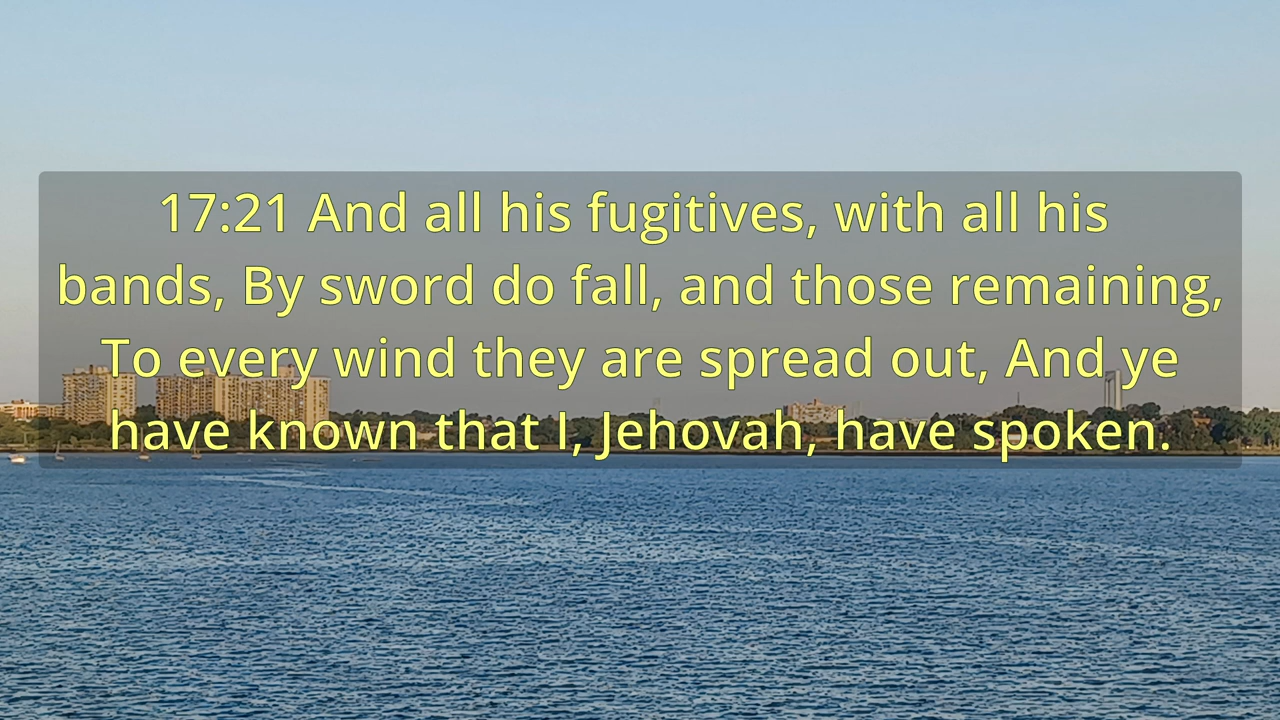 17:21 And all his fugitives, with all his
bands, By sword do fall, and those remaining,
To every wind they are spread out, And ye
have known that I, Jehovah, have spoken.